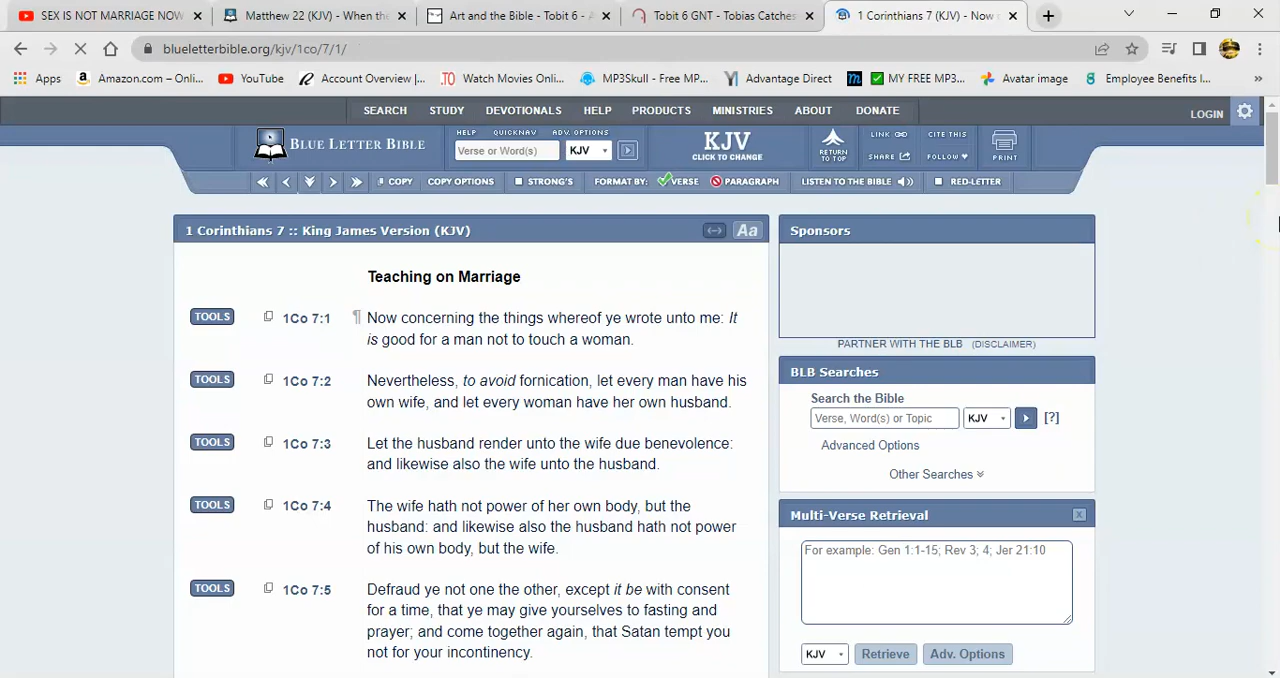 SEX IS NOT MARRIAGE NOW
Matthew 22 (KJV) - When the
Art and the Bible - Tobit 6 - A
Tobit 6 GNT - Tobias Catches
1 Corinthians 7 (KJV) - Now
blueletterbible.org/kjv/1co/7/1/
Apps
Amazon.com – Onli...
YouTube
Account Overview |...
Watch Movies Onli...
MP3Skull - Free MP...
Advantage Direct
MY FREE MP3...
Avatar image
Employee Benefits I...
»
SEARCH STUDY DEVOTIONALS HELP PRODUCTS MINISTRIES ABOUT DONATE
LOGIN
BLUE LETTER BIBLE
HELP QUICKNAV ADV. OPTIONS
Verse or Word(s) KJV
KJV
CLICK TO CHANGE
RETURN
TO TOP
LINK CITE THIS
SHARE FOLLOW PRINT
COPY COPY OPTIONS STRONG'S FORMAT BY: VERSE PARAGRAPH LISTEN TO THE BIBLE RED-LETTER
1 Corinthians 7 :: King James Version (KJV) Aa
Teaching on Marriage
TOOLS 1Co 7:1 ¶ Now concerning the things whereof ye wrote unto me: It
is good for a man not to touch a woman.
TOOLS 1Co 7:2 Nevertheless, to avoid fornication, let every man have his
own wife, and let every woman have her own husband.
TOOLS 1Co 7:3 Let the husband render unto the wife due benevolence:
and likewise also the wife unto the husband.
TOOLS 1Co 7:4 The wife hath not power of her own body, but the
husband: and likewise also the husband hath not power
of his own body, but the wife.
TOOLS 1Co 7:5 Defraud ye not one the other, except it be with consent
for a time, that ye may give yourselves to fasting and
prayer; and come together again, that Satan tempt you
not for your incontinency.
Sponsors
PARTNER WITH THE BLB (DISCLAIMER)
BLB Searches
Search the Bible
Verse, Word(s) or Topic KJV [?]
Advanced Options
Other Searches
Multi-Verse Retrieval X
For example: Gen 1:1-15; Rev 3; 4; Jer 21:10
KJV Retrieve Adv. Options